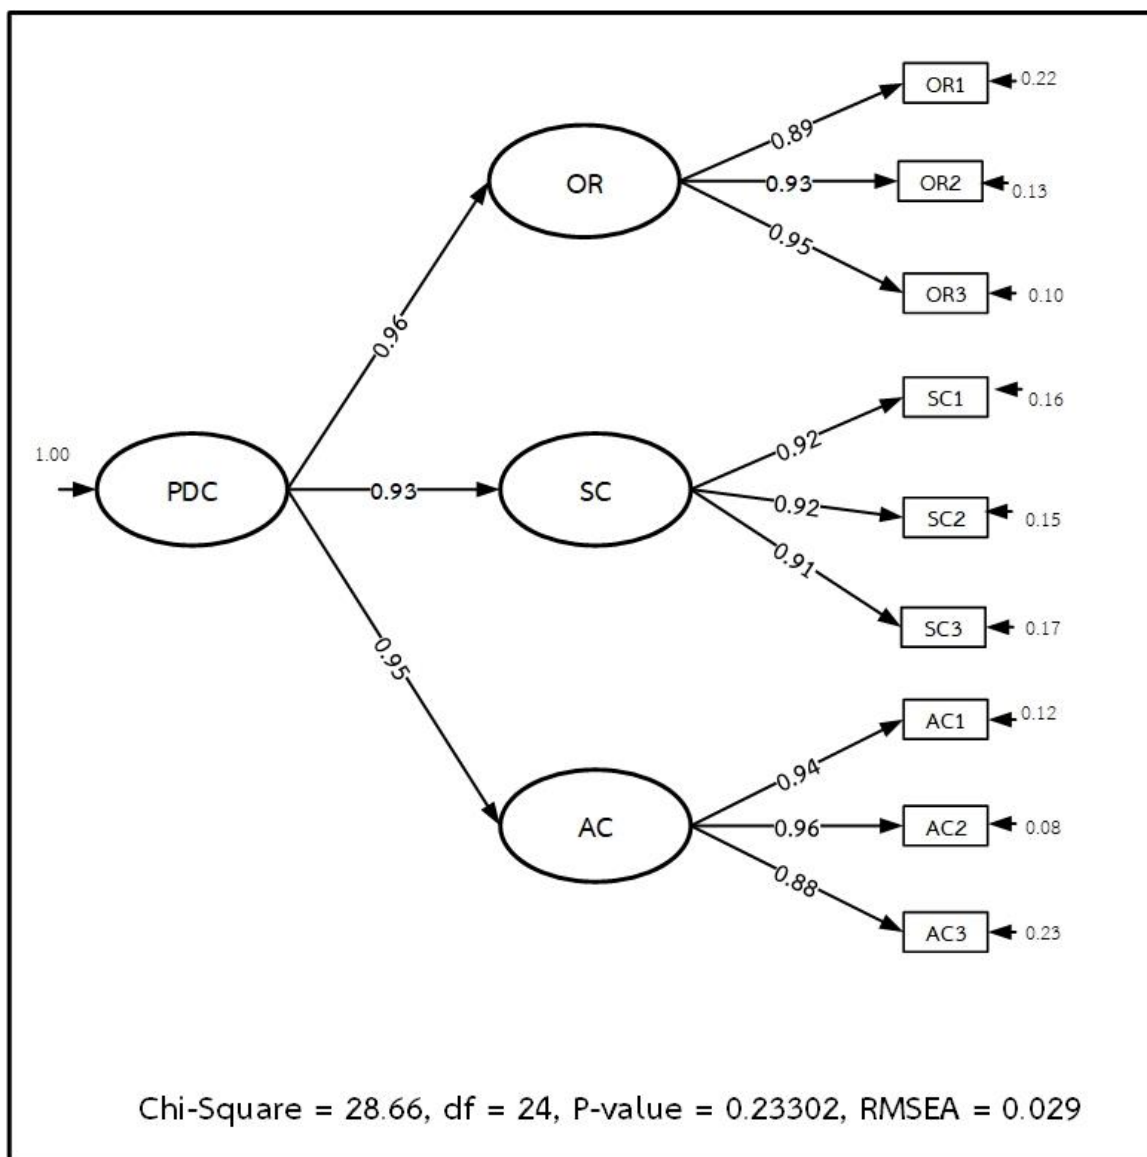 OR1
0.22
0.89
OR
0.93
OR2
0.13
0.95
OR3
0.10
0.96
SC1
0.16
0.92
1.00
PDC
0.93
SC
0.92
SC2
0.15
0.91
SC3
0.17
0.95
AC1
0.12
0.94
AC
0.96
AC2
0.08
0.88
AC3
0.23
Chi-Square = 28.66, df = 24, P-value = 0.23302, RMSEA = 0.029